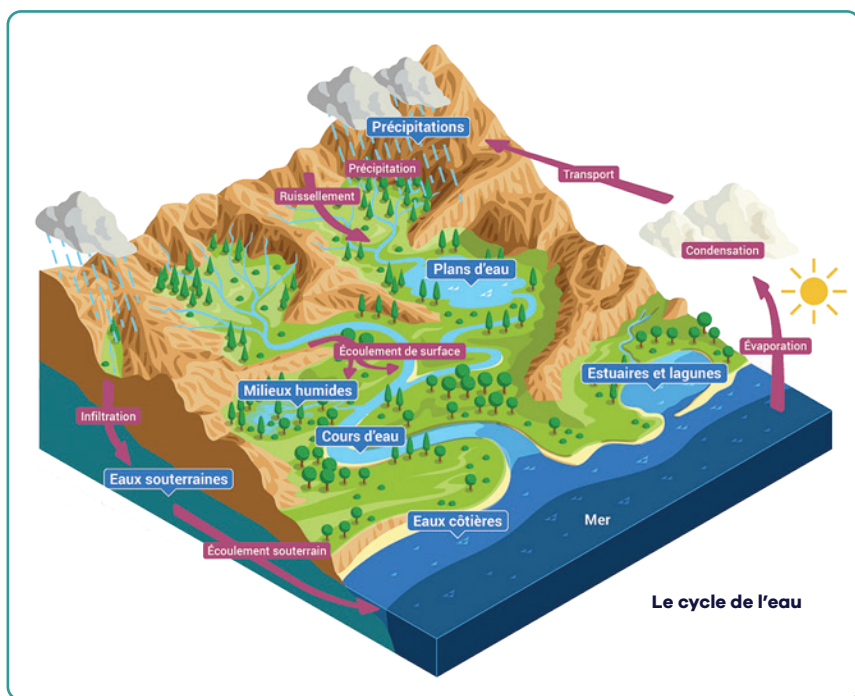 Précipitations
Précipitation
Ruissellement
Transport
Condensation
Plans d'eau
Évaporation
Écoulement de surface
Estuaires et lagunes
Milieux humides
Infiltration
Cours d'eau
Eaux souterraines
Eaux côtières
Mer
Écoulement souterrain
Le cycle de l'eau